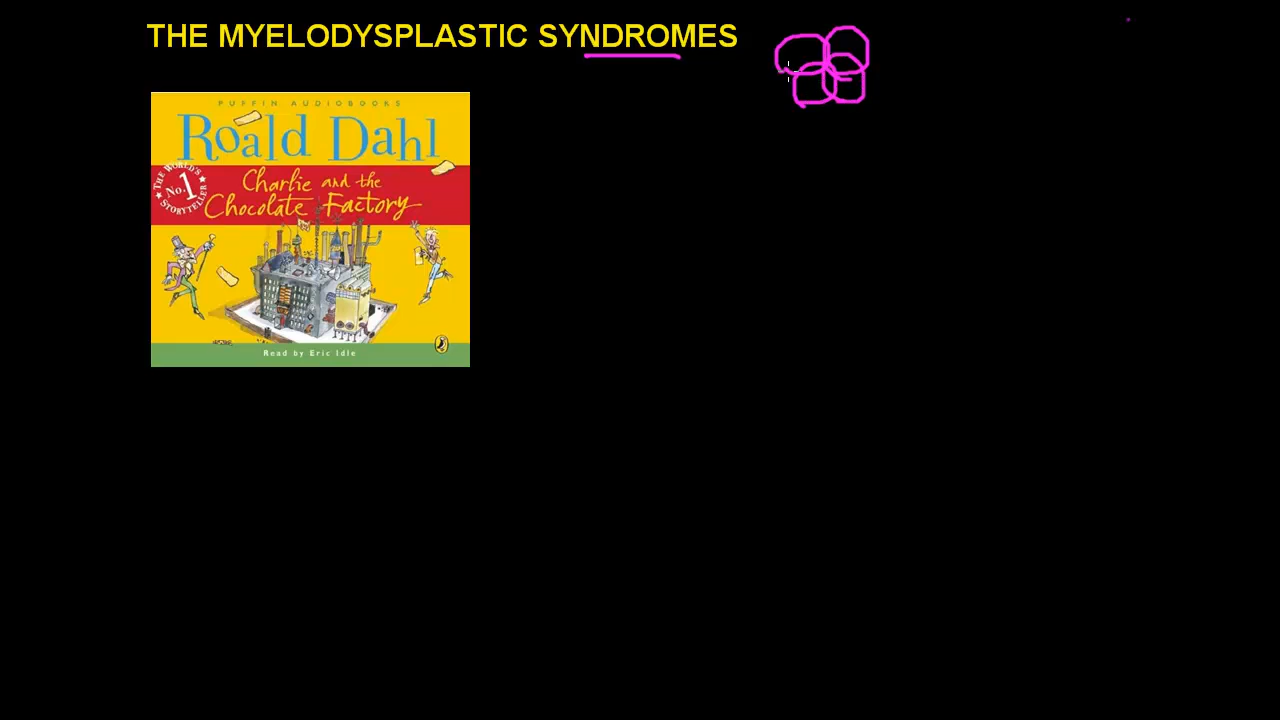 THE MYELODYSPLASTIC SYNDROMES
PUFFIN AUDIOBOOKS
Roald Dahl
THE WORLD'S
No.1
STORYTELLER
Charlie and the
Chocolate Factory
Read by Eric Idle